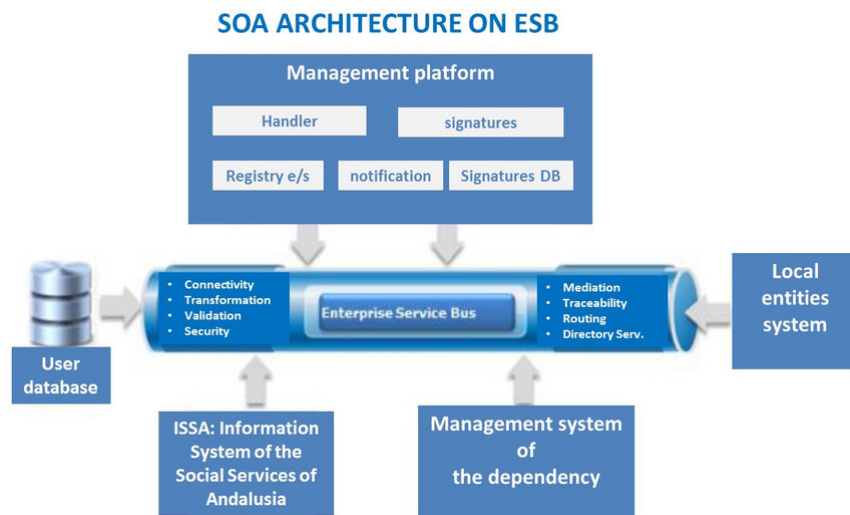 SOA ARCHITECTURE ON ESB
Management platform
Handler
signatures
Registry e/s
notification
Signatures DB
• Connectivity
• Transformation
• Validation
• Security
Enterprise Service Bus
• Mediation
• Traceability
• Routing
• Directory Serv.
Local
entities
system
User
database
ISSA: Information
System of the
Social Services of
Andalusia
Management system
of
the dependency